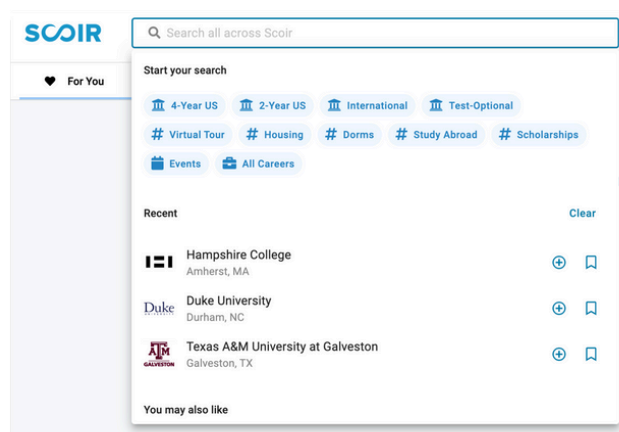 SCOIR
Search all across Scoir
For You
Start your search
4-Year US 2-Year US International Test-Optional
# Virtual Tour # Housing # Dorms # Study Abroad # Scholarships
Events All Careers
Recent Clear
Hampshire College
Amherst, MA
Duke
Duke University
Durham, NC
ATM
GALVESTON
Texas A&M University at Galveston
Galveston, TX
You may also like